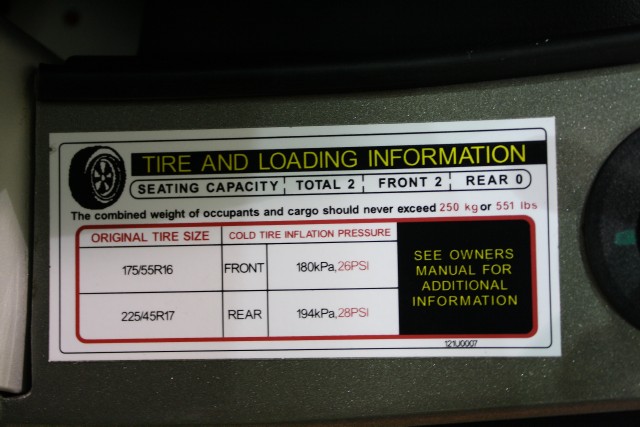 TIRE AND LOADING INFORMATION
SEATING CAPACITY TOTAL 2 FRONT 2 REAR 0
The combined weight of occupants and cargo should never exceed 250 kg or 551 lbs
ORIGINAL TIRE SIZE COLD TIRE INFLATION PRESSURE
175/55R16 FRONT 180kPa,26PSI
225/45R17 REAR 194kPa,28PSI
SEE OWNERS
MANUAL FOR
ADDITIONAL
INFORMATION
121U0007